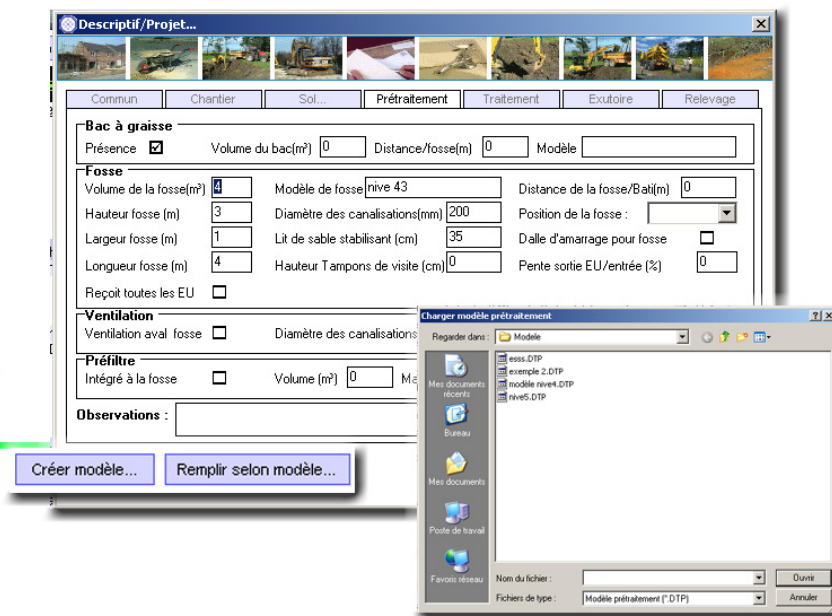 Descriptif/Projet...
Commun Chantier Sol... Prétraitement Traitement Exutoire Relevage
Bac à graisse
Présence Volume du bac(m³) 0 Distance/fosse(m) 0 Modèle
Fosse
Volume de la fosse(m³) 4 Modèle de fosse nive 43 Distance de la fosse/Bati(m) 0
Hauteur fosse (m) 3 Diamètre des canalisations(mm) 200 Position de la fosse :
Largeur fosse (m) 1 Lit de sable stabilisant (cm) 35 Dalle d'amarrage pour fosse
Longueur fosse (m) 4 Hauteur Tampons de visite (cm) 0 Pente sortie EU/entrée (%) 0
Reçoit toutes les EU
Ventilation
Ventilation aval fosse Diamètre des canalisations
Préfiltre
Intégré à la fosse Volume (m³) 0
Observations :
Créer modèle... Remplir selon modèle...
Charger modèle prétraitement
Regarder dans : Modele
esss.DTP
exemple 2.DTP
modèle nive4.DTP
nive5.DTP
Mes documents récents
Bureau
Mes documents
Poste de travail
Favoris réseau
Nom du fichier : Ouvrir
Fichiers de type : Modèle prétraitement (*.DTP) Annuler